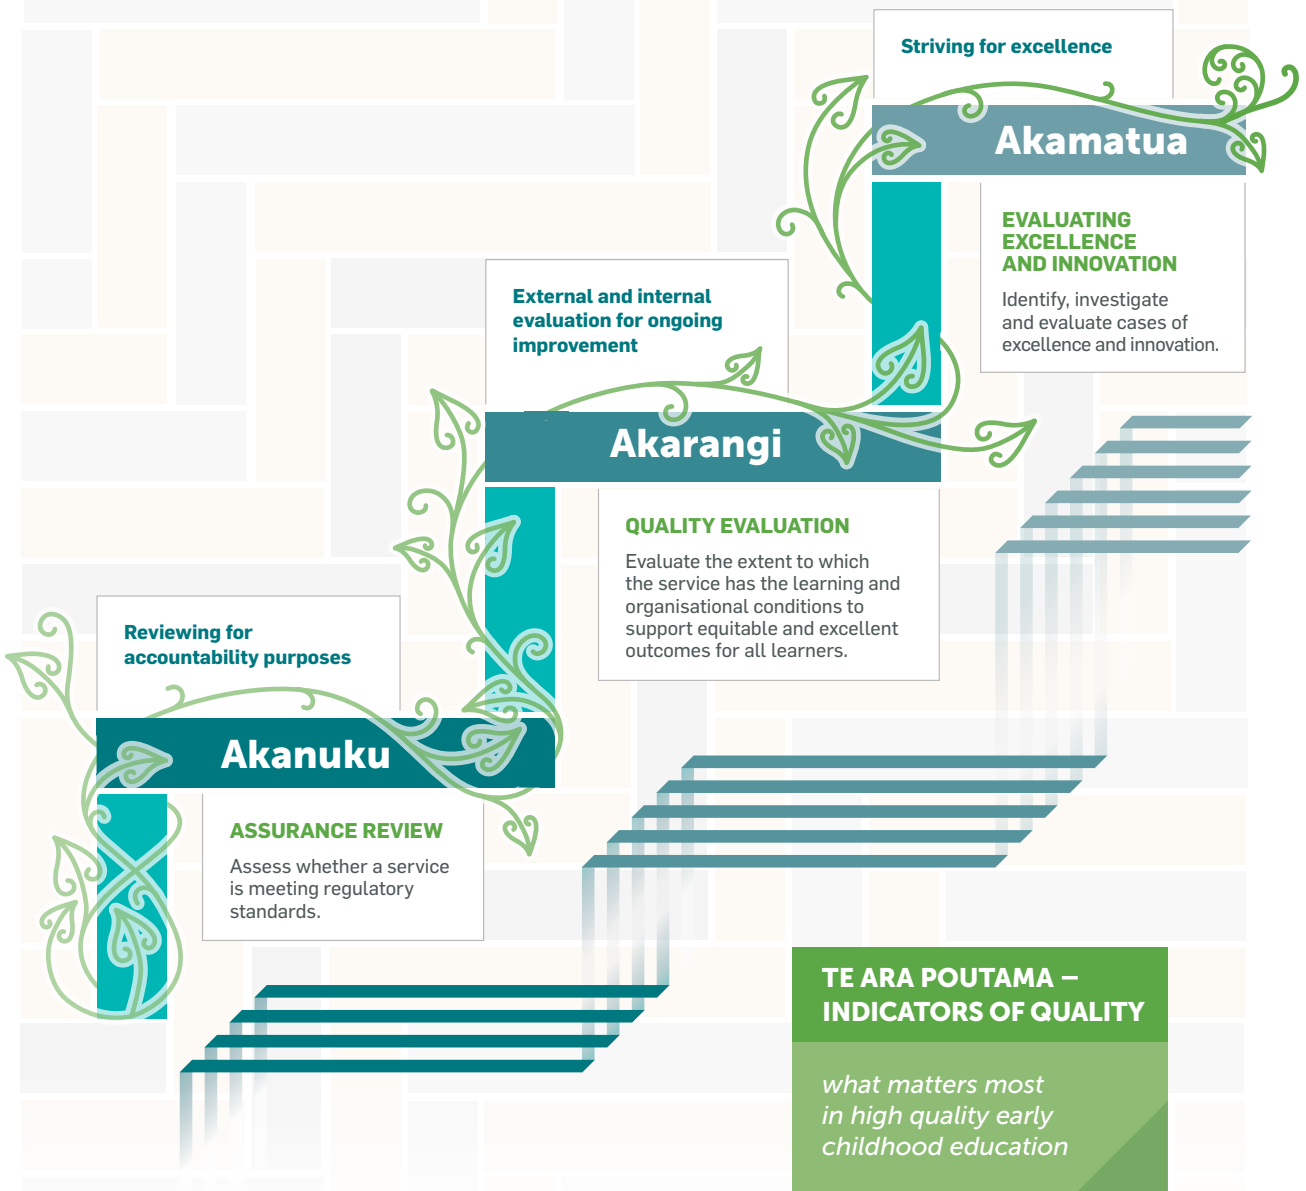 Striving for excellence
Akamatua
EVALUATING
EXCELLENCE
AND INNOVATION
Identify, investigate
and evaluate cases of
excellence and innovation.
External and internal
evaluation for ongoing
improvement
Akarangi
QUALITY EVALUATION
Evaluate the extent to which
the service has the learning and
organisational conditions to
support equitable and excellent
outcomes for all learners.
Reviewing for
accountability purposes
Akanuku
ASSURANCE REVIEW
Assess whether a service
is meeting regulatory
standards.
TE ARA POUTAMA –
INDICATORS OF QUALITY
what matters most
in high quality early
childhood education